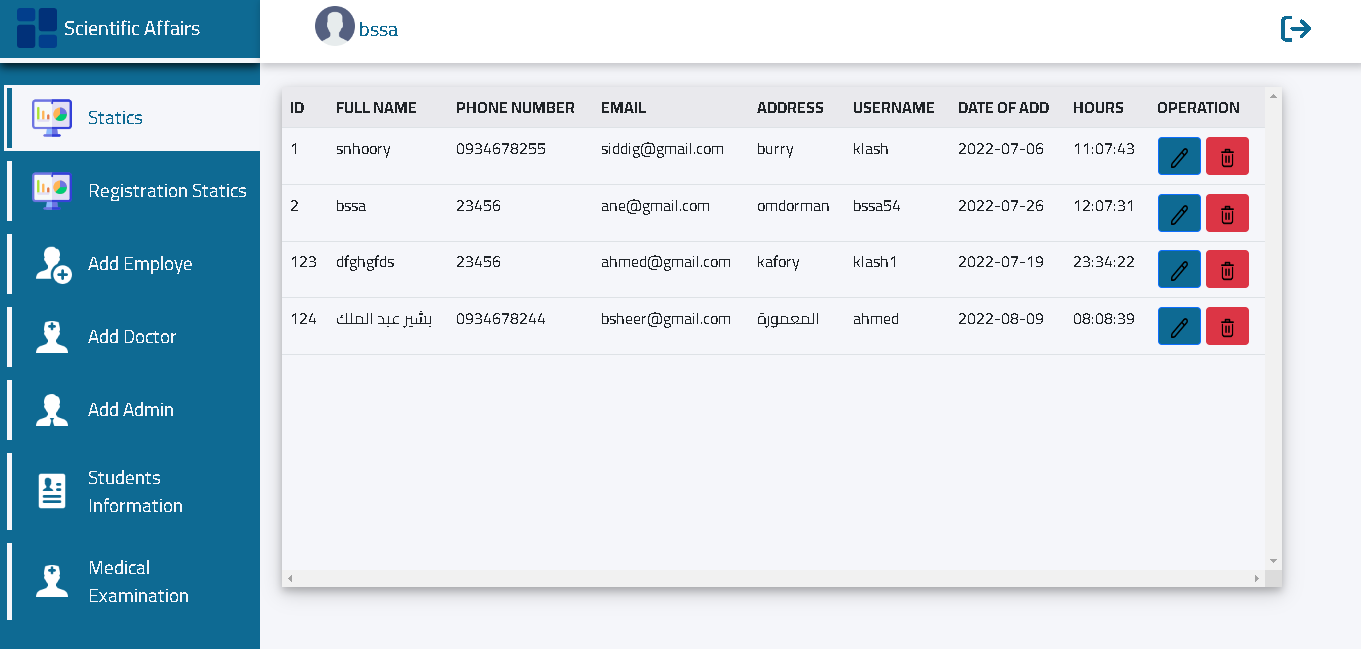 Scientific Affairs
bssa
Statics
Registration Statics
Add Employe
Add Doctor
Add Admin
Students
Information
Medical
Examination
ID FULL NAME PHONE NUMBER EMAIL ADDRESS USERNAME DATE OF ADD HOURS OPERATION
1 snhoory 0934678255 siddig@gmail.com burry klash 2022-07-06 11:07:43
2 bssa 23456 ane@gmail.com omdorman bssa54 2022-07-26 12:07:31
123 dfghgfds 23456 ahmed@gmail.com kafory klash1 2022-07-19 23:34:22
124 بشير عبد الملك 0934678244 bsheer@gmail.com المعمورة ahmed 2022-08-09 08:08:39